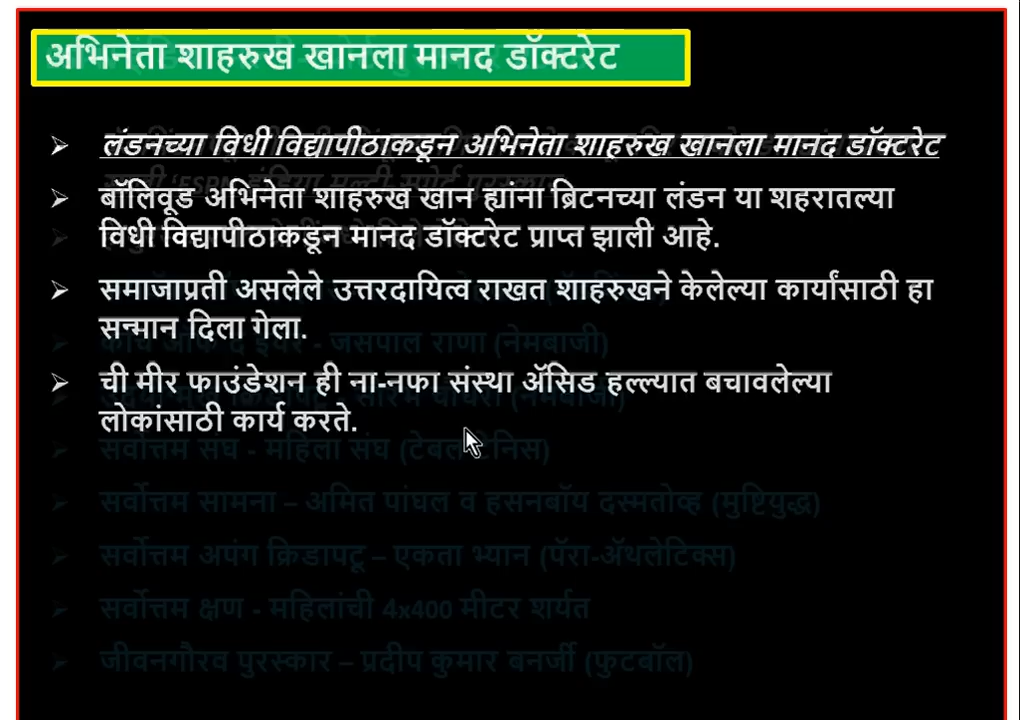 अभिनेता शाहरुख खानला मानद डॉक्टरेट
लंडनच्या विधी विद्यापीठाकडून अभिनेता शाहरुख खानला मानद डॉक्टरेट
बॉलिवूड अभिनेता शाहरुख खान ह्यांना ब्रिटनच्या लंडन या शहरातल्या
विधी विद्यापीठाकडून मानद डॉक्टरेट प्राप्त झाली आहे.
समाजाप्रती असलेले उत्तरदायित्व राखत शाहरुखने केलेल्या कार्यांसाठी हा
सन्मान दिला गेला.
- जसपाल राणा (नेमबाजी)
ची मीर फाउंडेशन ही ना-नफा संस्था अ‍ॅसिड हल्ल्यात बचावलेल्या
लोकांसाठी कार्य करते.
सर्वोत्तम संघ - महिला संघ (टेबल टेनिस)
सर्वोत्तम सामना – अमित पांघल व हसनबॉय दस्मतोव्ह (मुष्टियुद्ध)
सर्वोत्तम अपंग क्रिडापटू – एकता भ्यान (पॅरा-अ‍ॅथलेटिक्स)
सर्वोत्तम क्षण - महिलांची 4x400 मीटर शर्यत
जीवनगौरव पुरस्कार – प्रदीप कुमार बनर्जी (फुटबॉल)